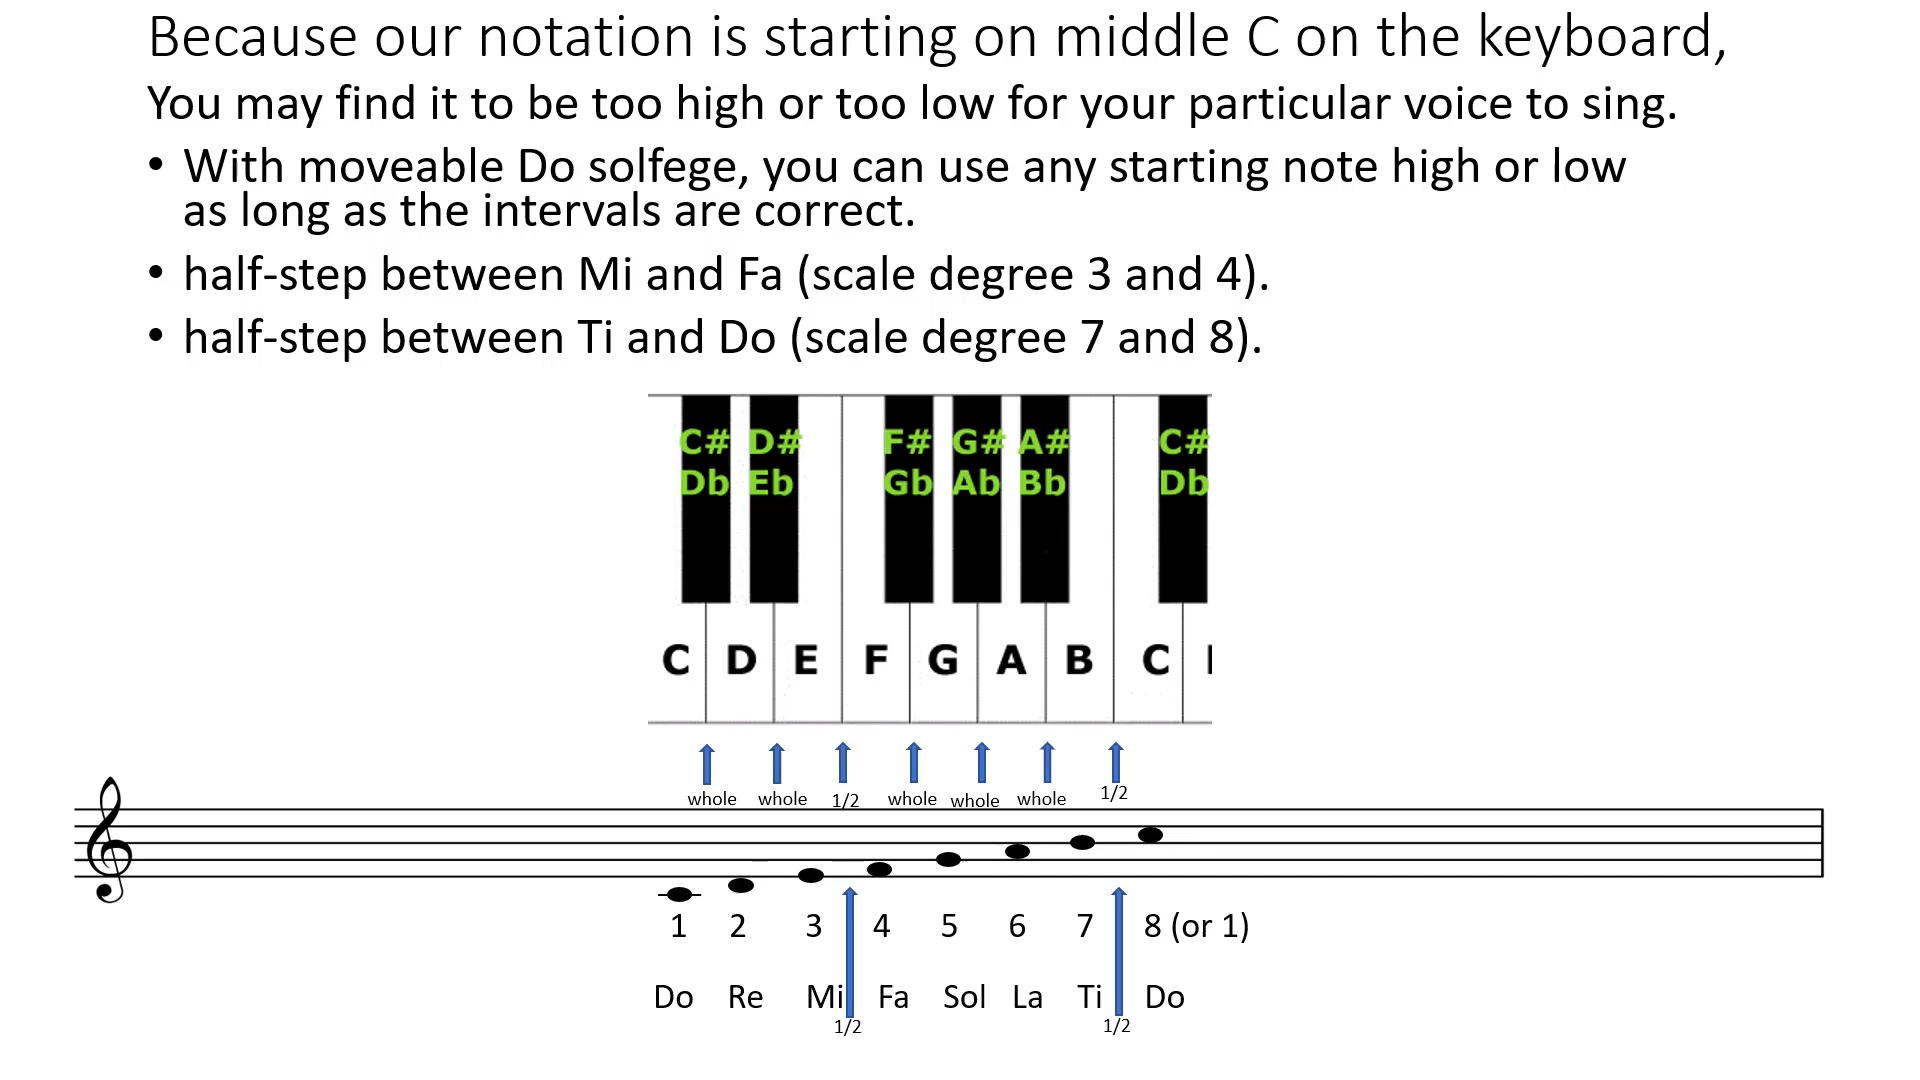 Because our notation is starting on middle C on the keyboard,
You may find it to be too high or too low for your particular voice to sing.
• With moveable Do solfege, you can use any starting note high or low
as long as the intervals are correct.
• half-step between Mi and Fa (scale degree 3 and 4).
• half-step between Ti and Do (scale degree 7 and 8).
C# D# F# G# A# C#
Db Eb Gb Ab Bb Db
C D E F G A B C
whole whole 1/2 whole whole whole 1/2
1 2 3 4 5 6 7 8 (or 1)
Do Re Mi Fa Sol La Ti Do
1/2 1/2